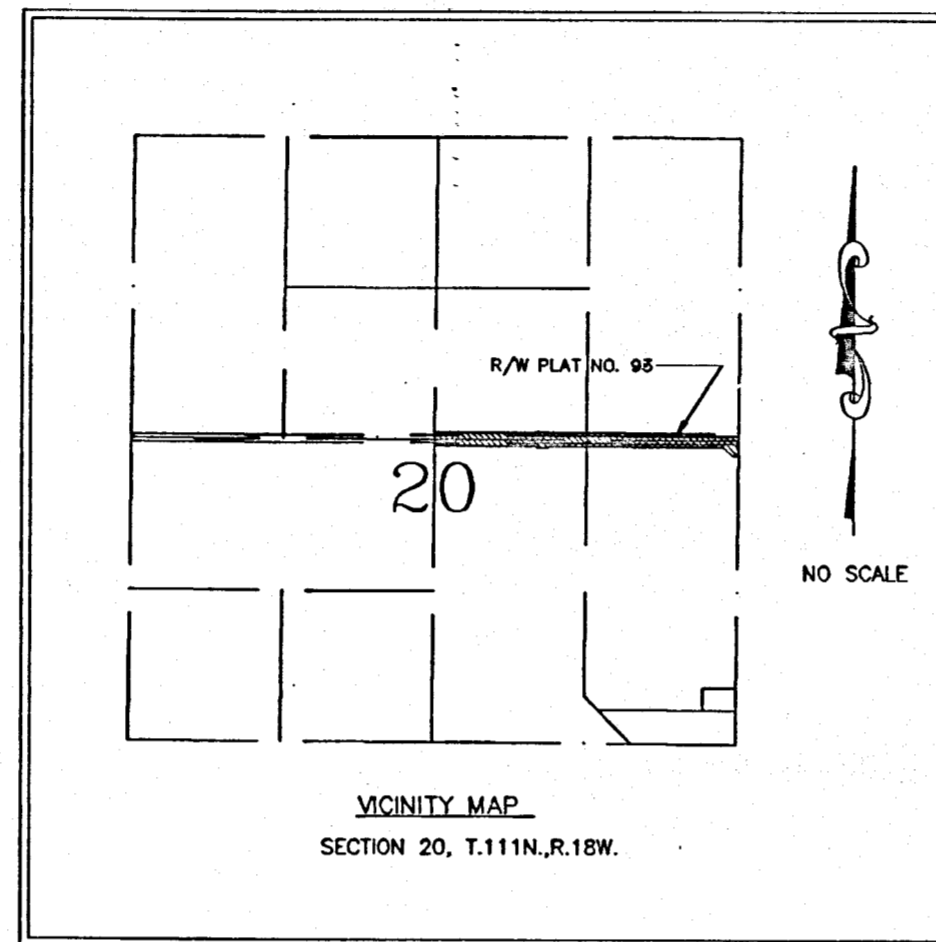 R/W PLAT NO. 93
20
NO SCALE
VICINITY MAP
SECTION 20, T.111N.,R.18W.